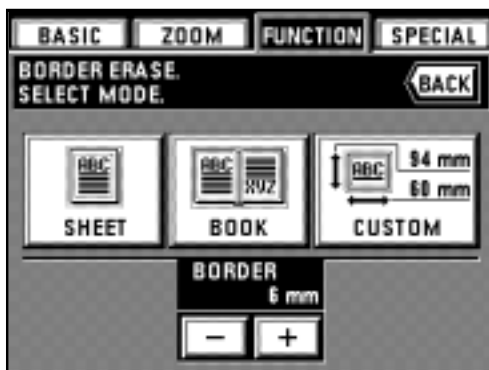 BASIC ZOOM FUNCTION SPECIAL
BORDER ERASE.
SELECT MODE.
BACK
ABC
SHEET
ABC XYZ
BOOK
ABC 94 mm
60 mm
CUSTOM
BORDER
6 mm
− +